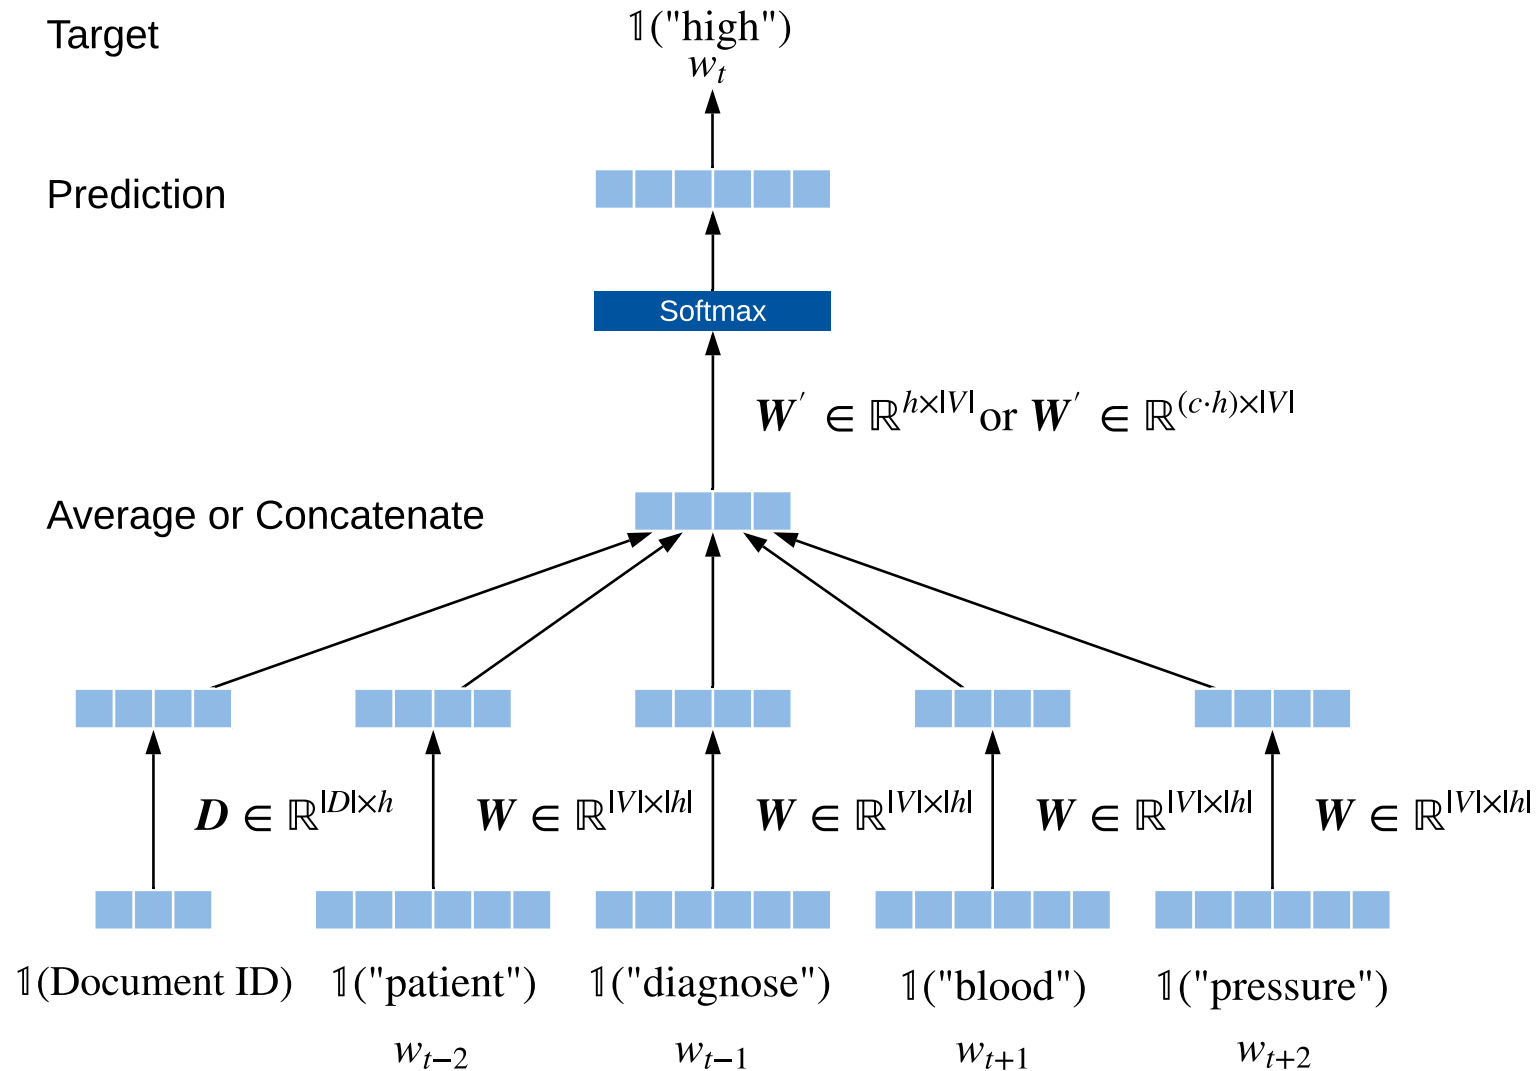 Target
𝟙("high")
w_t
Prediction
Softmax
W′ ∈ ℝ^{h×|V|} or W′ ∈ ℝ^{(c·h)×|V|}
Average or Concatenate
D ∈ ℝ^{|D|×h} W ∈ ℝ^{|V|×|h|} W ∈ ℝ^{|V|×|h|} W ∈ ℝ^{|V|×|h|} W ∈ ℝ^{|V|×|h|}
𝟙(Document ID) 𝟙("patient") 𝟙("diagnose") 𝟙("blood") 𝟙("pressure")
w_{t−2} w_{t−1} w_{t+1} w_{t+2}